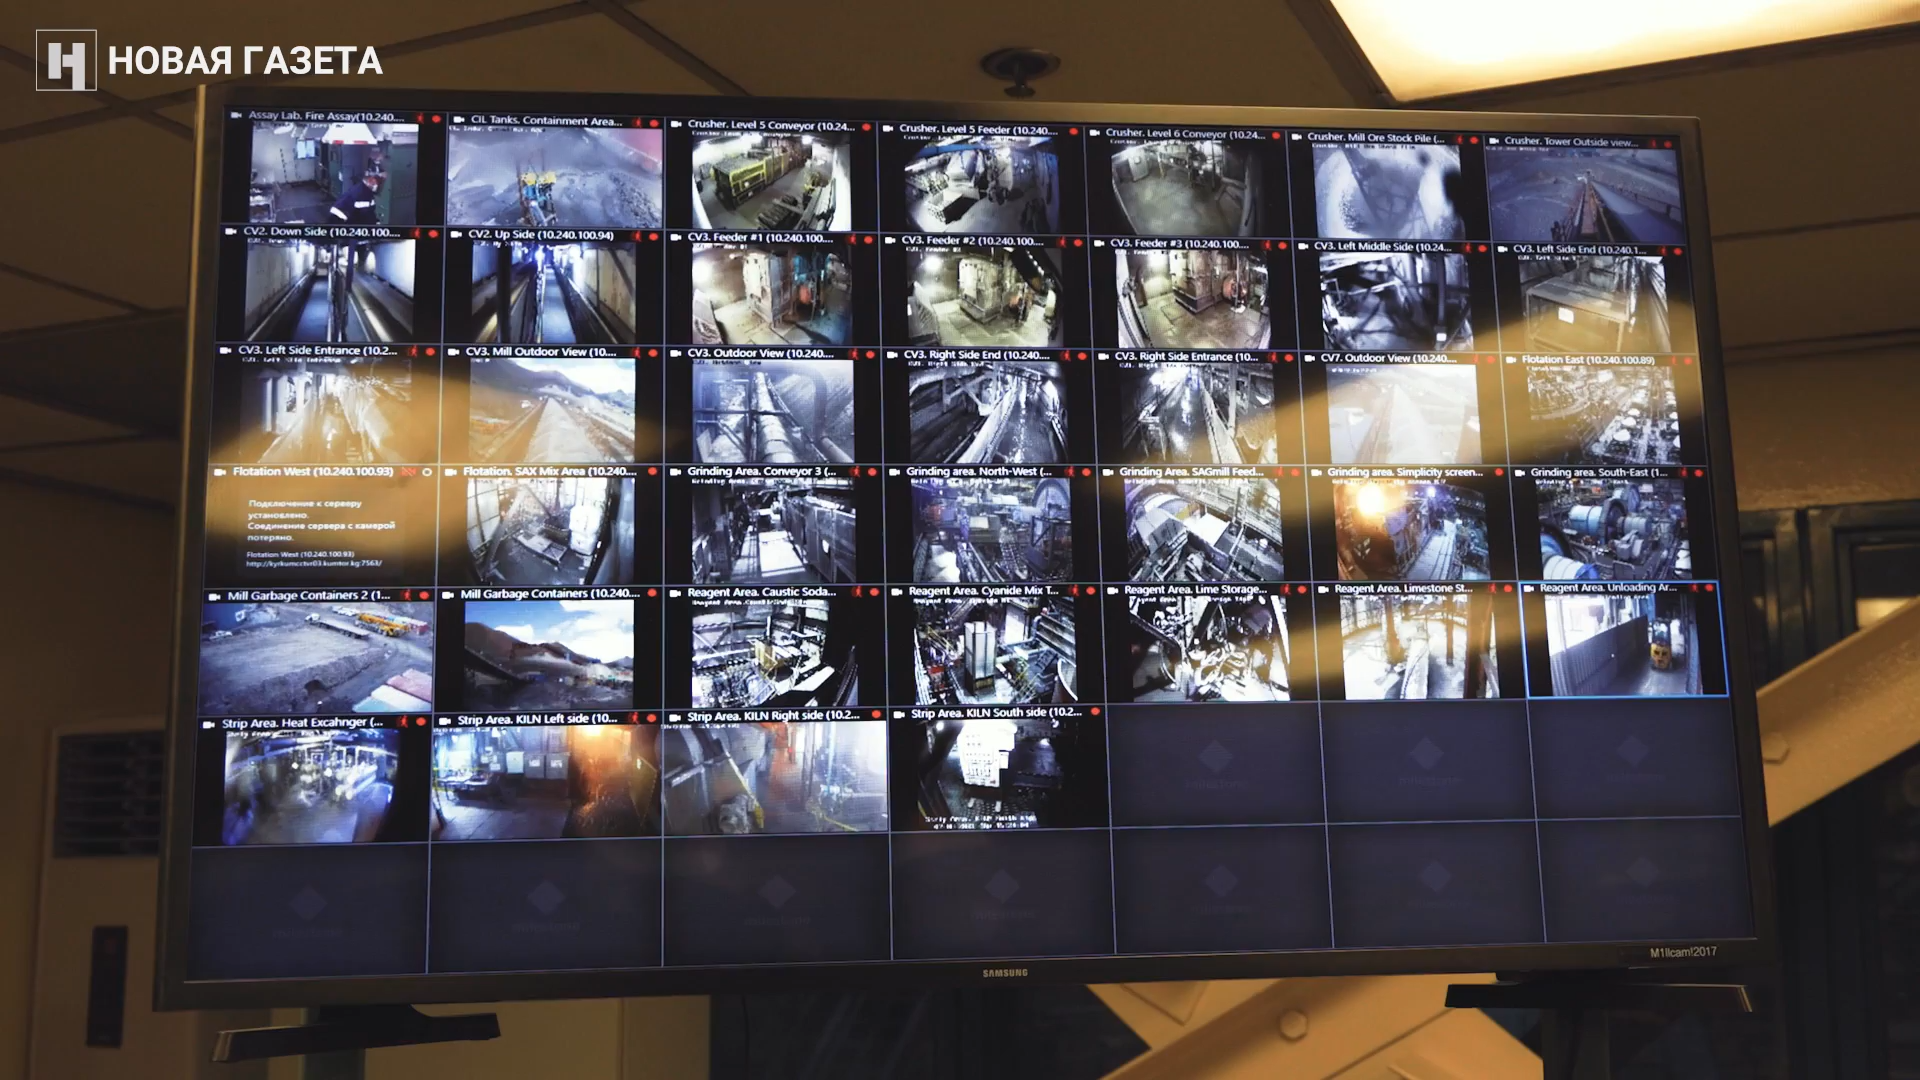 НОВАЯ ГАЗЕТА
Assay Lab. Fire Assay(10.240....
CIL Tanks. Containment Area...
Crusher. Level 5 Conveyor (10.24...
Crusher. Level 5 Feeder (10.240....
Crusher. Level 6 Conveyor (10.24...
Crusher. Mill Ore Stock Pile (...
Crusher. Tower Outside view...
CV2. Down Side (10.240.100....
CV2. Up Side (10.240.100.94)
CV3. Feeder #1 (10.240.100....
CV3. Feeder #2 (10.240.100....
CV3. Feeder #3 (10.240.100....
CV3. Left Middle Side (10.24...
CV3. Left Side End (10.240.1...
CV3. Left Side Entrance (10.2...
CV3. Mill Outdoor View (10....
CV3. Outdoor View (10.240....
CV3. Right Side End (10.240....
CV3. Right Side Entrance (10...
CV7. Outdoor View (10.240....
Flotation East (10.240.100.89)
Flotation West (10.240.100.93)
Flotation. SAX Mix Area (10.240....
Grinding Area. Conveyor 3 (...
Grinding area. North-West (...
Grinding Area. SAGmill Feed...
Grinding area. Simplicity screen...
Grinding area. South-East (1...
Подключение к серверу
установлено.
Соединение сервера с камерой
потеряно.
Flotation West (10.240.100.93)
http://kyrkumcctvr03.kumtor.kg:7563/
Mill Garbage Containers 2 (1...
Mill Garbage Containers (10.240....
Reagent Area. Caustic Soda...
Reagent Area. Cyanide Mix T...
Reagent Area. Lime Storage...
Reagent Area. Limestone St...
Reagent Area. Unloading Ar...
Strip Area. Heat Excahnger (...
Strip Area. KILN Left side (10...
Strip Area. KILN Right side (10.2...
Strip Area. KILN South side (10.2...
M1llcam!2017
SAMSUNG